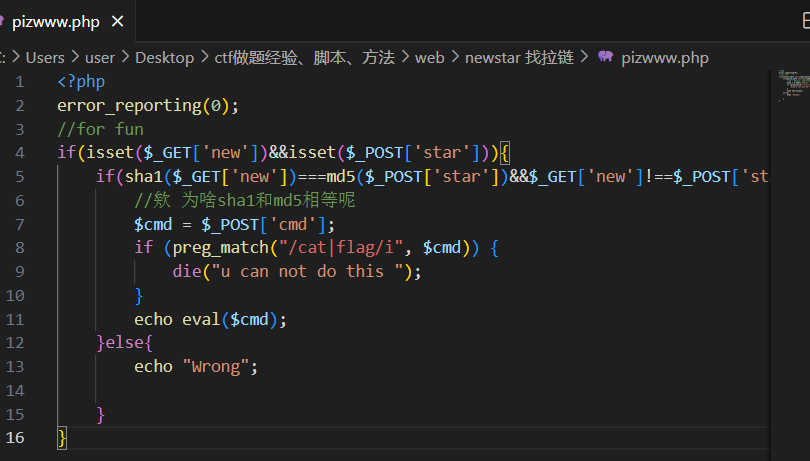 pizwww.php
Users > user > Desktop > ctf做题经验、脚本、方法 > web > newstar 找拉链 > pizwww.php
1 <?php
2 error_reporting(0);
3 //for fun
4 if(isset($_GET['new'])&&isset($_POST['star'])){
5 if(sha1($_GET['new'])===md5($_POST['star'])&&$_GET['new']!==$_POST['st
6 //欸 为啥sha1和md5相等呢
7 $cmd = $_POST['cmd'];
8 if (preg_match("/cat|flag/i", $cmd)) {
9 die("u can not do this ");
10 }
11 echo eval($cmd);
12 }else{
13 echo "Wrong";
14
15 }
16 }